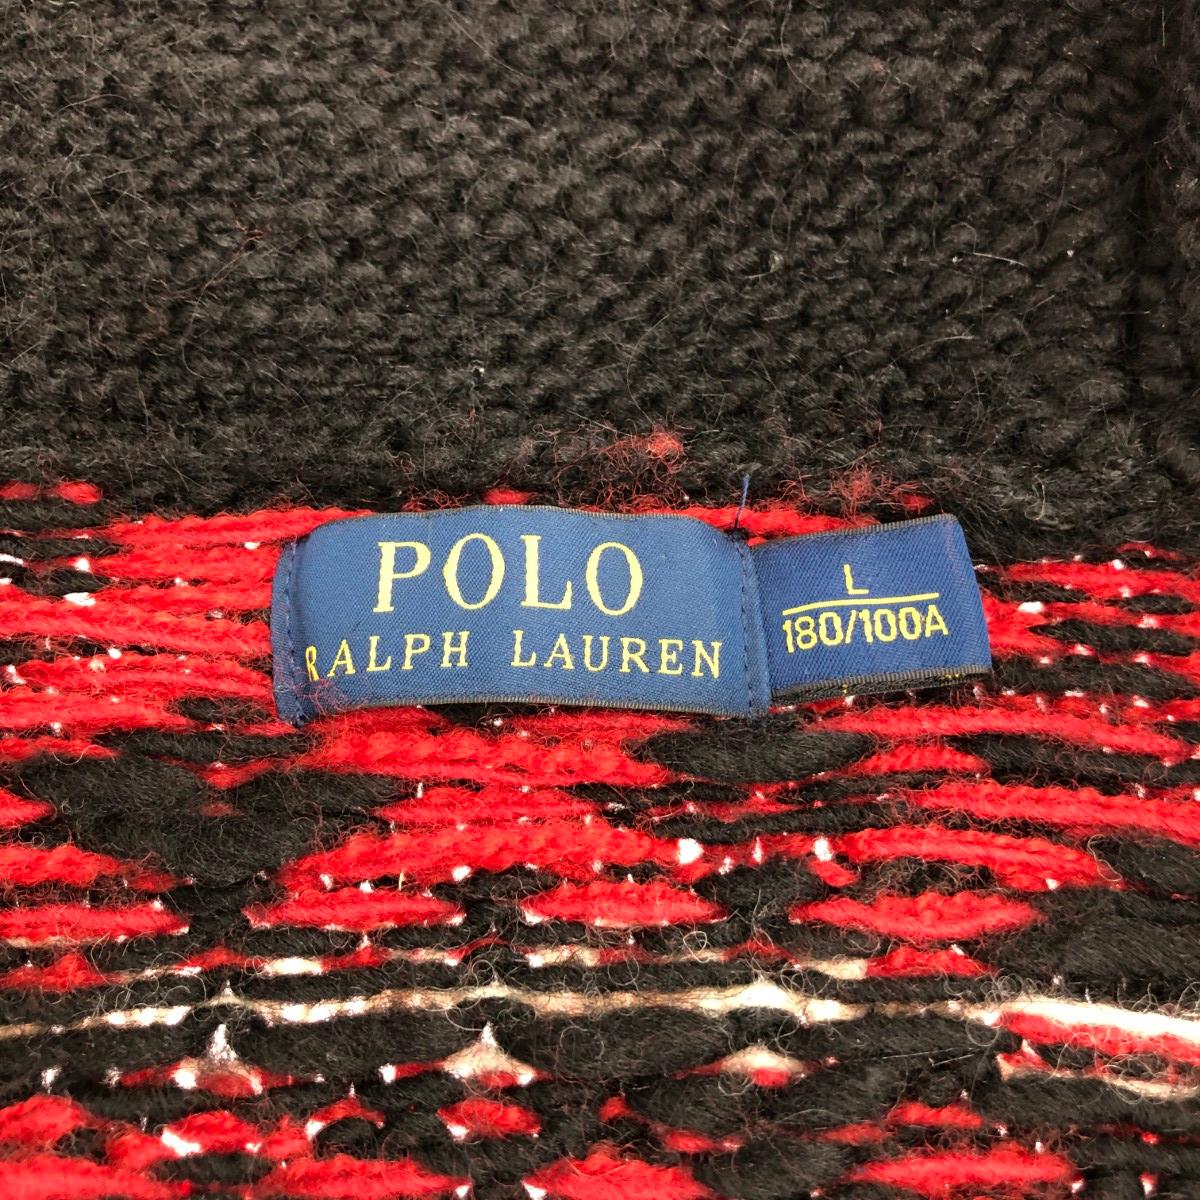 POLO
RALPH LAUREN
L
180/100A